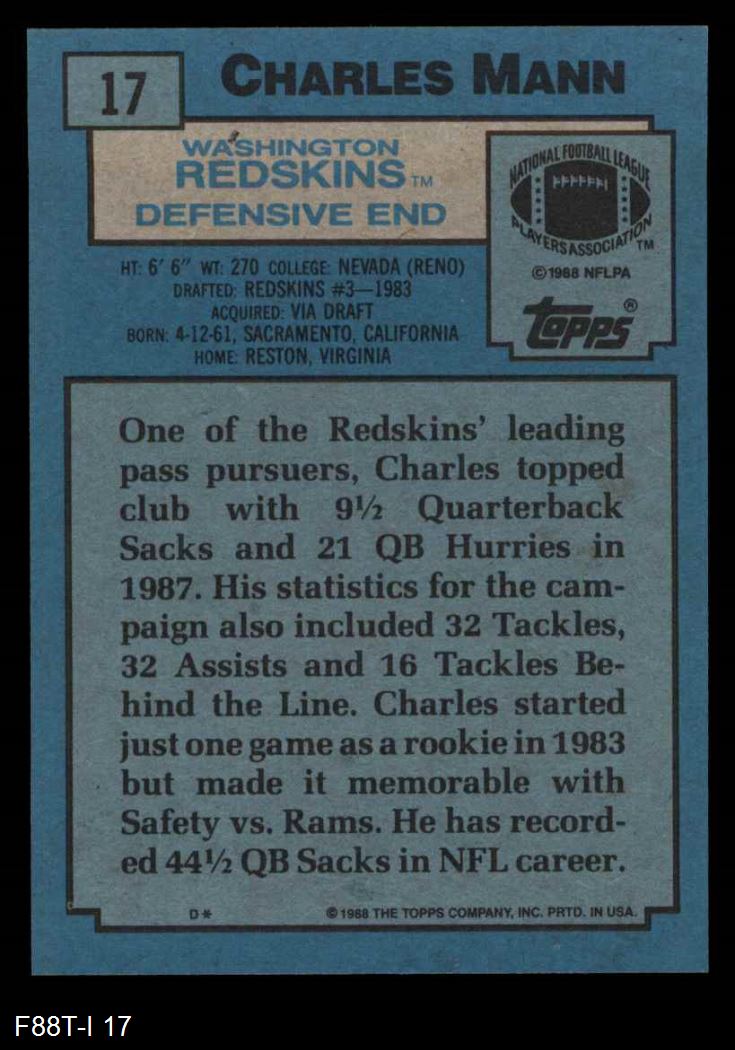 17
CHARLES MANN
WASHINGTON
REDSKINS™
DEFENSIVE END
NATIONAL FOOTBALL LEAGUE
PLAYERS ASSOCIATION™
©1988 NFLPA
topps®
HT: 6' 6" WT: 270 COLLEGE: NEVADA (RENO)
DRAFTED: REDSKINS #3—1983
ACQUIRED: VIA DRAFT
BORN: 4-12-61, SACRAMENTO, CALIFORNIA
HOME: RESTON, VIRGINIA
One of the Redskins' leading
pass pursuers, Charles topped
club with 9½ Quarterback
Sacks and 21 QB Hurries in
1987. His statistics for the cam-
paign also included 32 Tackles,
32 Assists and 16 Tackles Be-
hind the Line. Charles started
just one game as a rookie in 1983
but made it memorable with
Safety vs. Rams. He has record-
ed 44½ QB Sacks in NFL career.
D*
©1988 THE TOPPS COMPANY, INC. PRTD. IN USA.
F88T-I 17